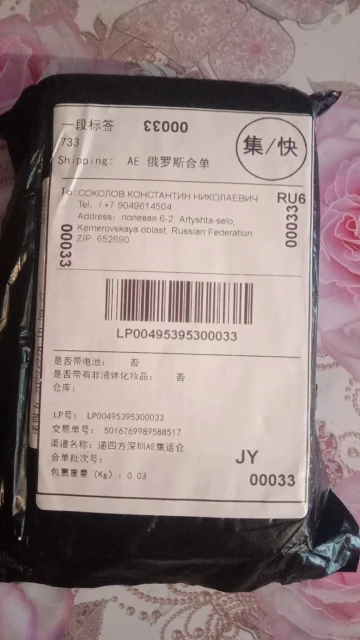 一段标签
00033
733
集/快
Shipping: AE 俄罗斯合单
To: СОКОЛОВ КОНСТАНТИН НИКОЛАЕВИЧ
RU6
Tel. / +7 9049614504
Address: полевая 6-2, Artyshta-selo,
Kemerovskaya oblast, Russian Federation
ZIP: 652690
00033
00033
LP00495395300033
是否带电池: 否
是否带有非液体化妆品: 否
仓库:
LP号: LP00495395300033
交易单号: 5016769989588517
渠道名称: 递四方深圳AE集运仓
合单批次号:
JY
包裹重量 (Kg): 0.03
00033